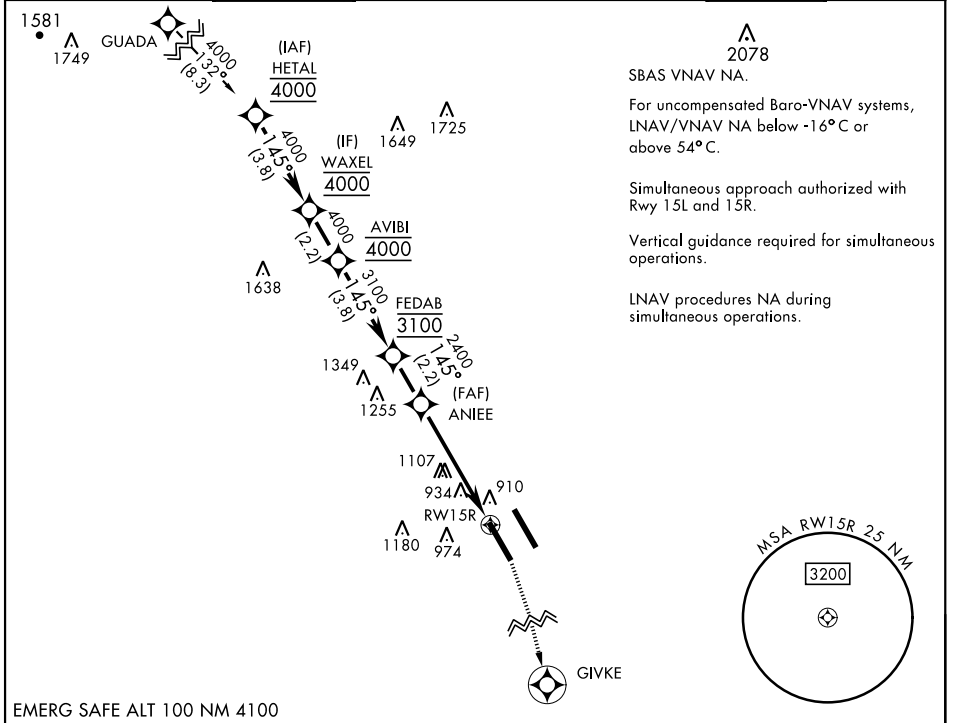 1581
1749
GUADA
4000
132°
(8.3)
(IAF)
HETAL
4000
4000
145°
(3.8)
1649
1725
(IF)
WAXEL
4000
4000
(2.2)
AVIBI
4000
1638
3100
145°
(3.8)
FEDAB
3100
2400
145°
(2.2)
1349
1255
(FAF)
ANIEE
1107
934
910
RW15R
1180
974
GIVKE
2078
SBAS VNAV NA.
For uncompensated Baro-VNAV systems,
LNAV/VNAV NA below -16°C or
above 54°C.
Simultaneous approach authorized with
Rwy 15L and 15R.
Vertical guidance required for simultaneous
operations.
LNAV procedures NA during
simultaneous operations.
MSA RW15R 25 NM
3200
EMERG SAFE ALT 100 NM 4100